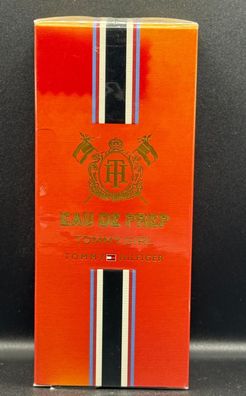 TH
EAU DE PREP
TOMMY GIRL
TOMMY HILFIGER